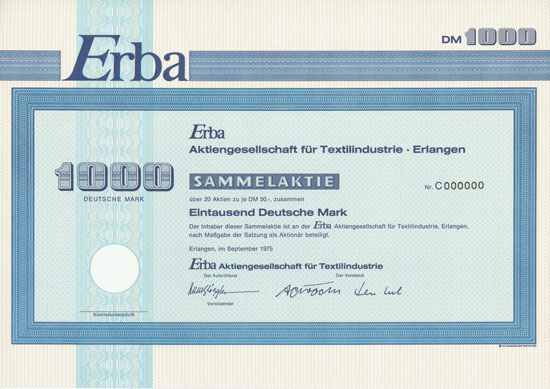 Erba
DM 1000
Erba
Aktiengesellschaft für Textilindustrie · Erlangen
1000
DEUTSCHE MARK
SAMMELAKTIE
Nr. C000000
über 20 Aktien zu je DM 50,-, zusammen
Eintausend Deutsche Mark
Der Inhaber dieser Sammelaktie ist an der Erba Aktiengesellschaft für Textilindustrie, Erlangen,
nach Maßgabe der Satzung als Aktionär beteiligt.
Erlangen, im September 1975
Erba Aktiengesellschaft für Textilindustrie
Der Aufsichtsrat
Der Vorstand
Vorsitzender
Kontrollunterschrift